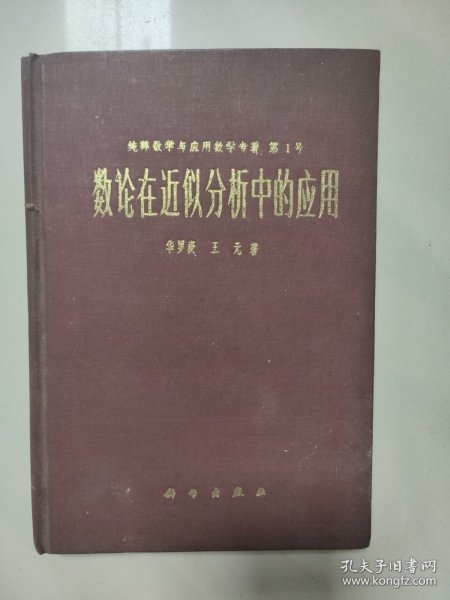 纯粹数学与应用数学专著 第1号
数论在近似分析中的应用
华罗庚 王 元 著
科学出版社
孔夫子旧书网
www.kongfz.com